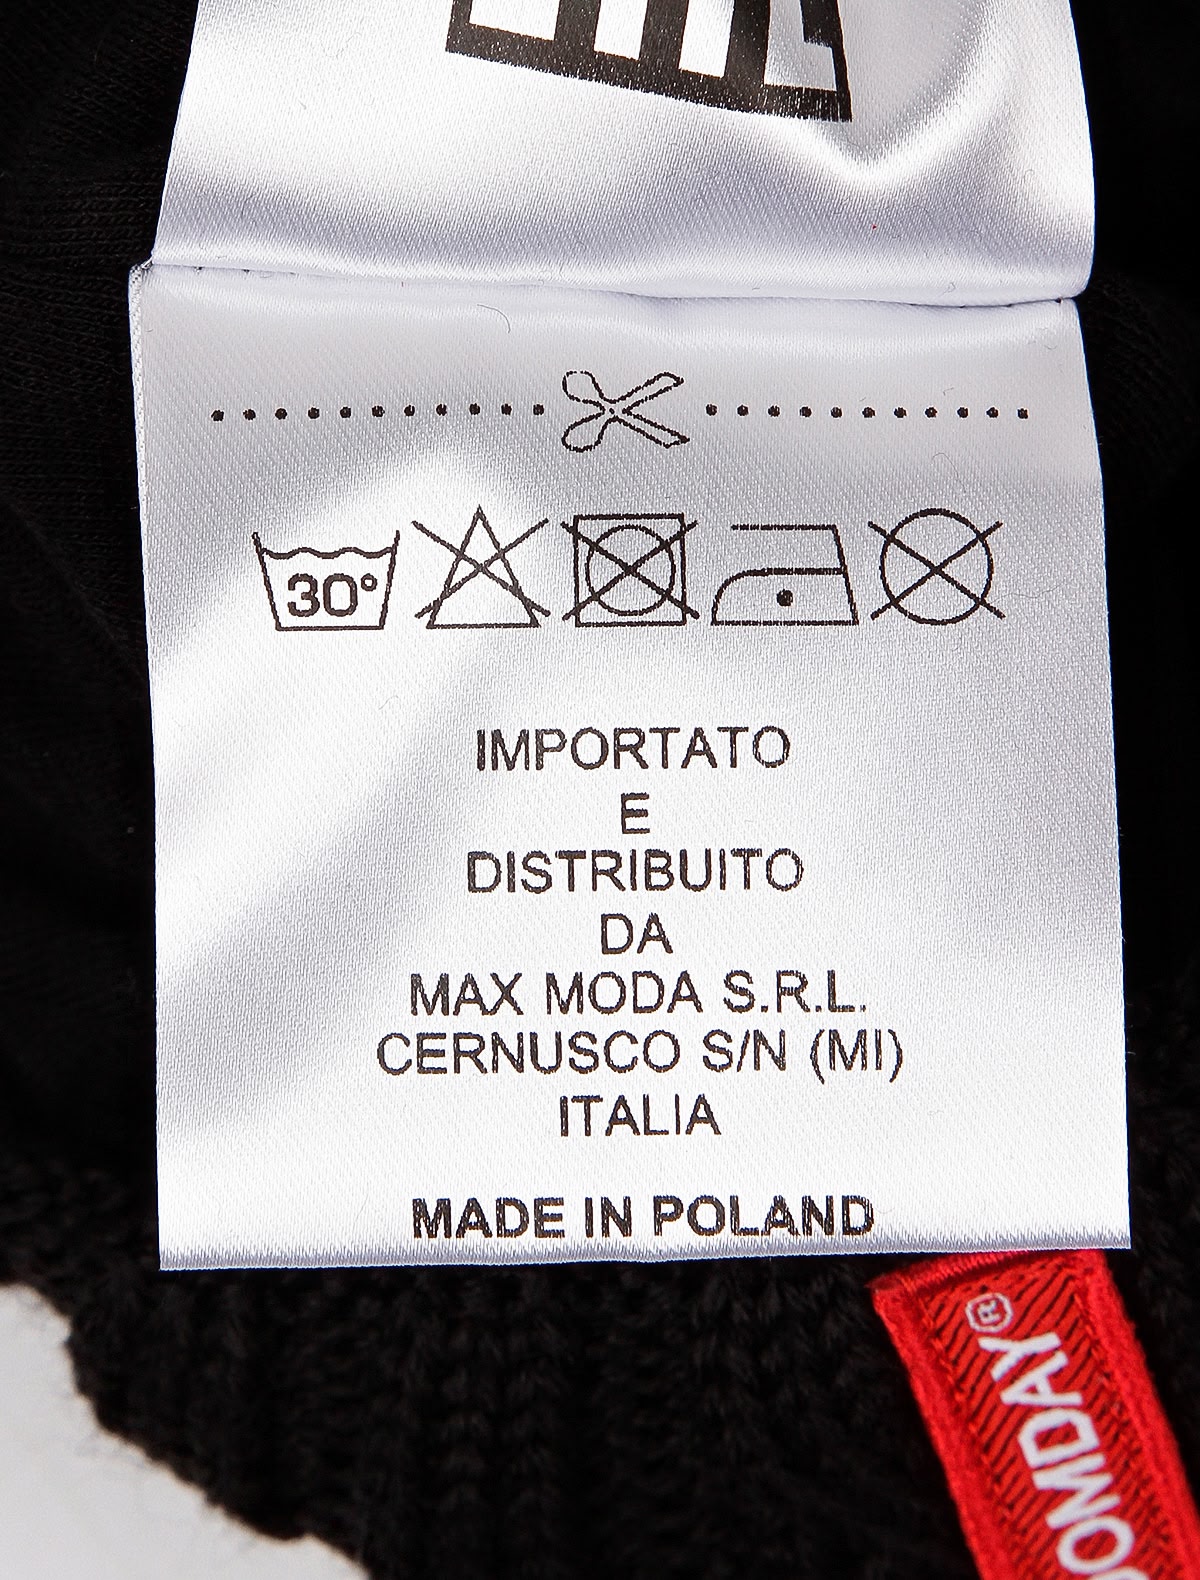 30°
IMPORTATO
E
DISTRIBUITO
DA
MAX MODA S.R.L.
CERNUSCO S/N (MI)
ITALIA
MADE IN POLAND
®